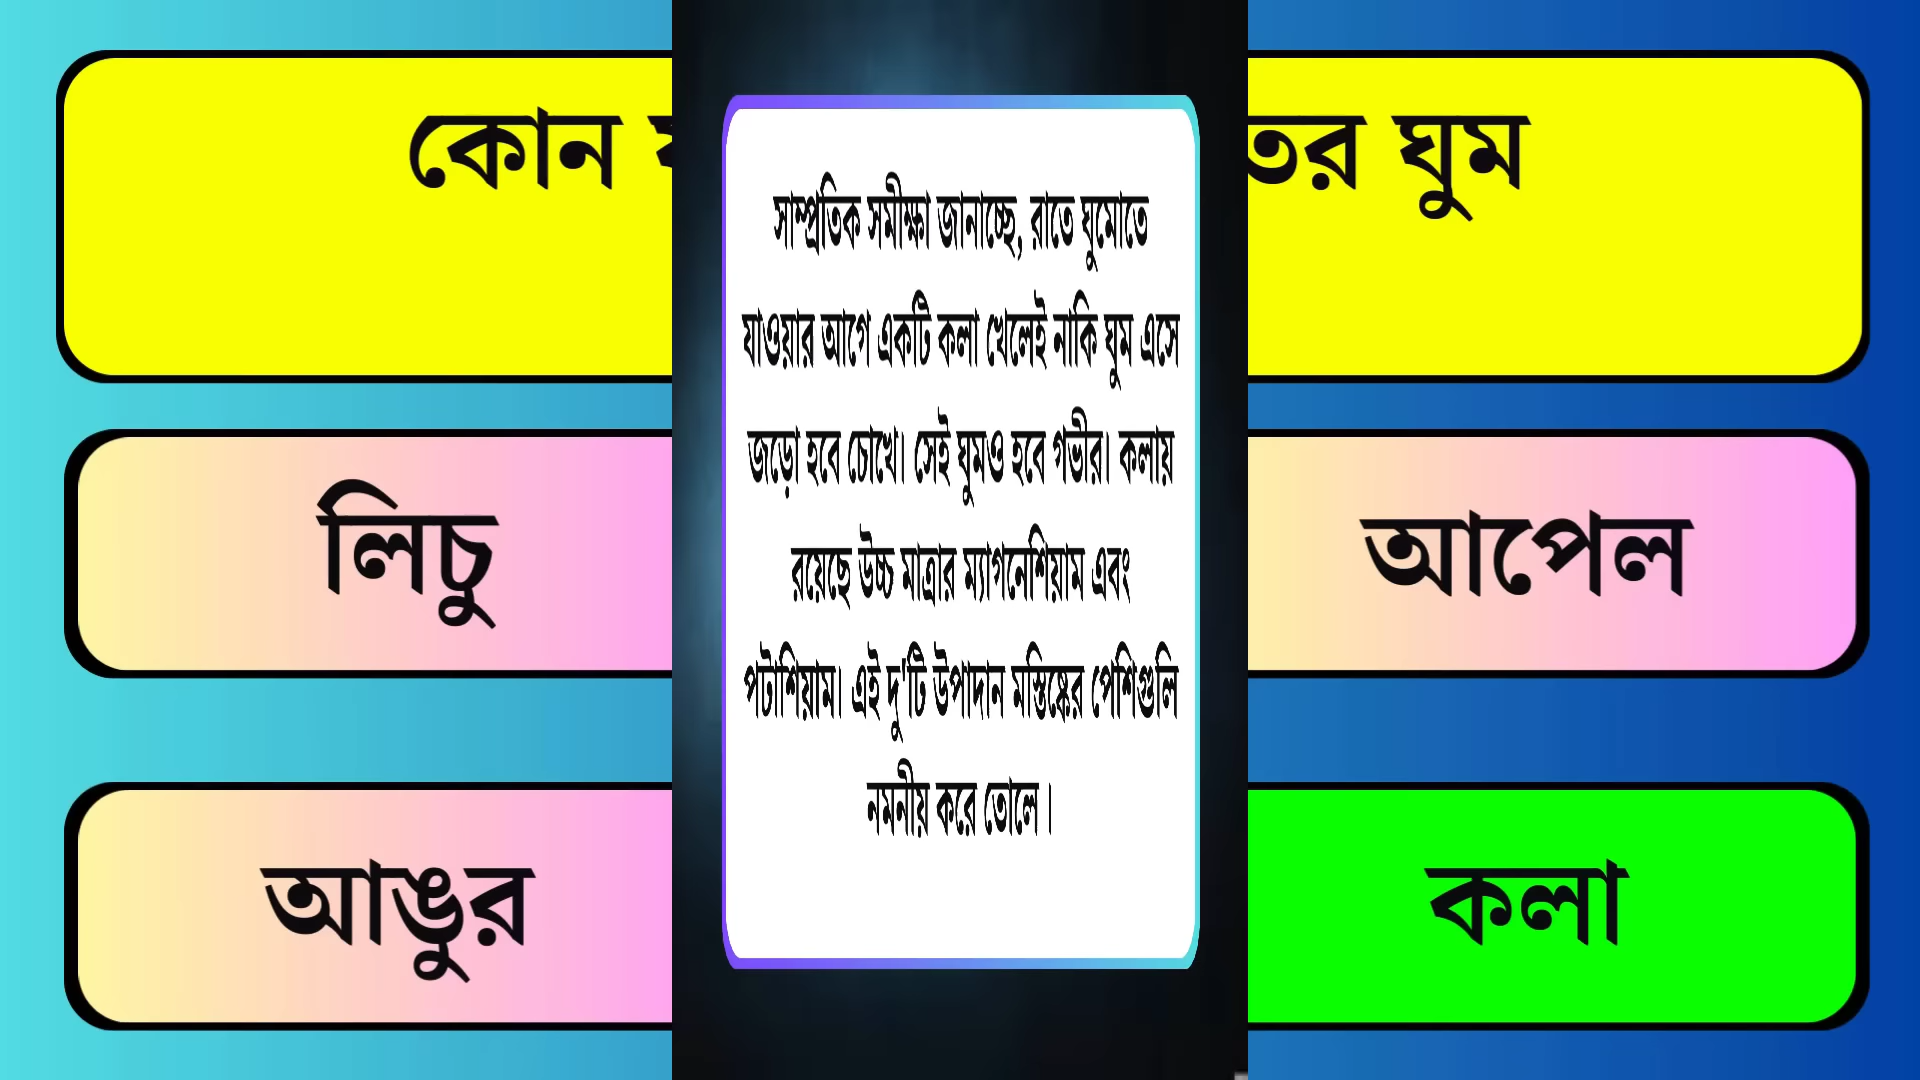 কোন
তের ঘুম
সাম্প্রতিক সমীক্ষা জানাচ্ছে, রাতে ঘুমোতে
যাওয়ার আগে একটি কলা খেলেই নাকি ঘুম এসে
জড়ো হবে চোখে। সেই ঘুমও হবে গভীর। কলায়
রয়েছে উচ্চ মাত্রার ম্যাগনেশিয়াম এবং
পটাশিয়াম। এই দু'টি উপাদান মস্তিষ্কের পেশিগুলি
নমনীয় করে তোলে।
লিচু
আপেল
আঙুর
কলা